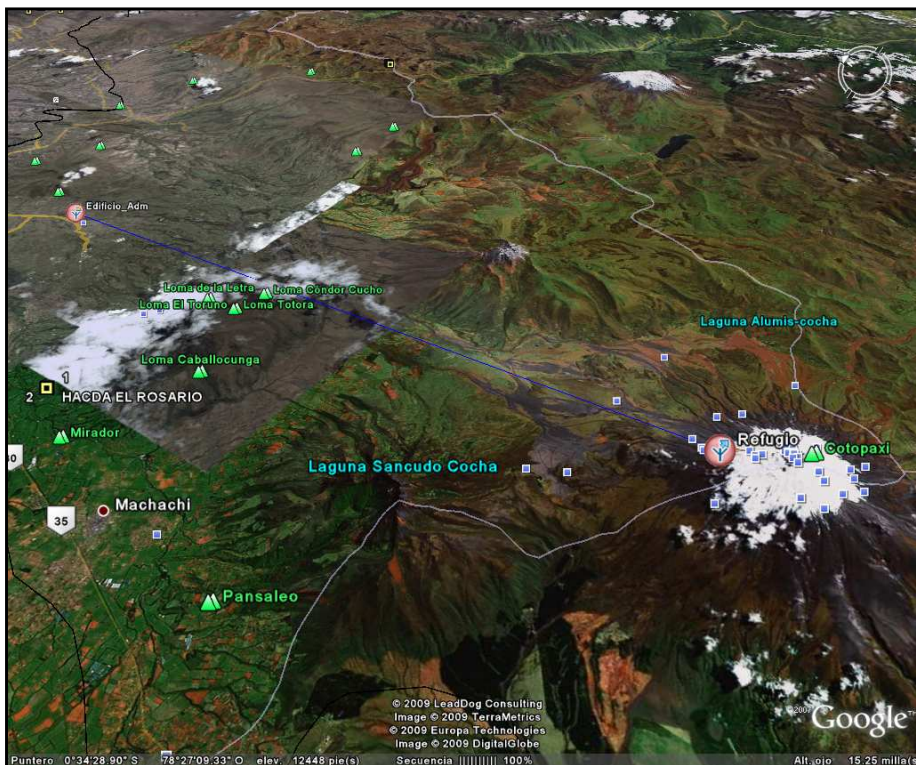 Edificio_Adm
Loma de la Letra
Loma Còndor Cucho
Loma El Toruno
Loma Totora
Laguna Alumis-cocha
Loma Caballocunga
1
2
HACDA EL ROSARIO
Mirador
Refugio
Cotopaxi
Laguna Sancudo Cocha
Machachi
35
Pansaleo
© 2009 LeadDog Consulting
Image © 2009 TerraMetrics
© 2009 Europa Technologies
Image © 2009 DigitalGlobe
Google™
Puntero 0°34'28.90" S 78°27'09.33" O elev. 12448 pie(s) Secuencia |||||||||| 100% Alt. ojo 15.25 milla(s